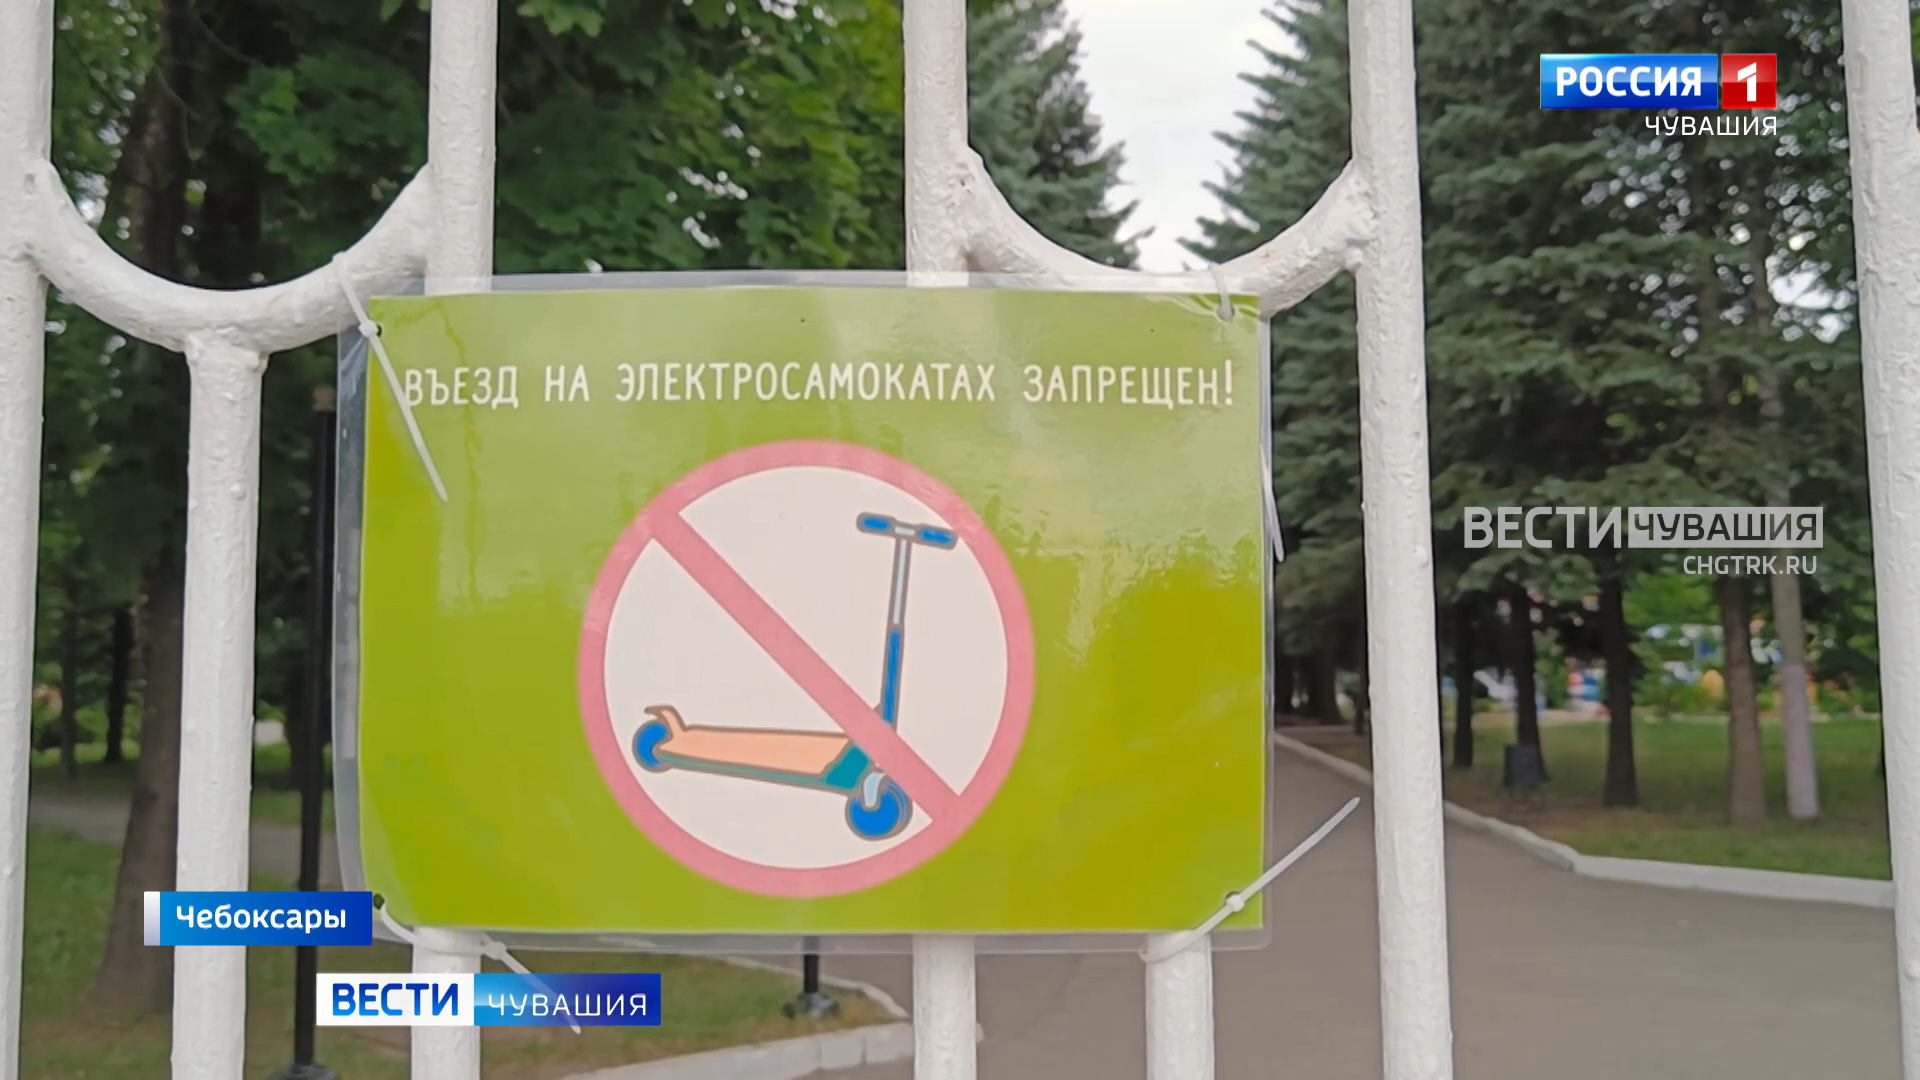 РОССИЯ 1
ЧУВАШИЯ
ВЪЕЗД НА ЭЛЕКТРОСАМОКАТАХ ЗАПРЕЩЕН!
ВЕСТИ ЧУВАШИЯ
CHGTRK.RU
Чебоксары
ВЕСТИ ЧУВАШИЯ